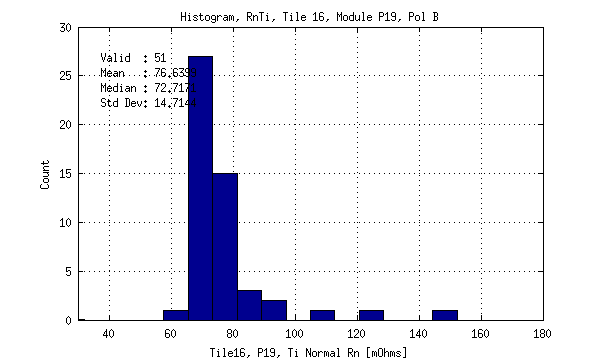 Histogram, RnTi, Tile 16, Module P19, Pol B
30
25
20
15
10
5
0
Count
Valid : 51
Mean : 76.6393
Median : 72.717
Std Dev: 14.7144
40 60 80 100 120 140 160 180
Tile16, P19, Ti Normal Rn [mOhms]